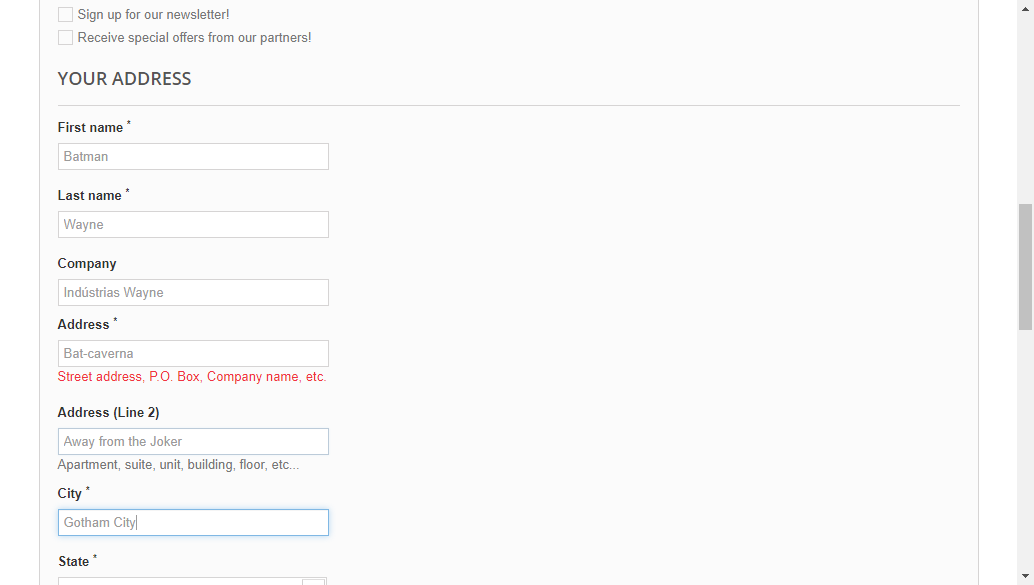 Sign up for our newsletter!
Receive special offers from our partners!
YOUR ADDRESS
First name *
Batman
Last name *
Wayne
Company
Indústrias Wayne
Address *
Bat-caverna
Street address, P.O. Box, Company name, etc.
Address (Line 2)
Away from the Joker
Apartment, suite, unit, building, floor, etc...
City *
Gotham City
State *